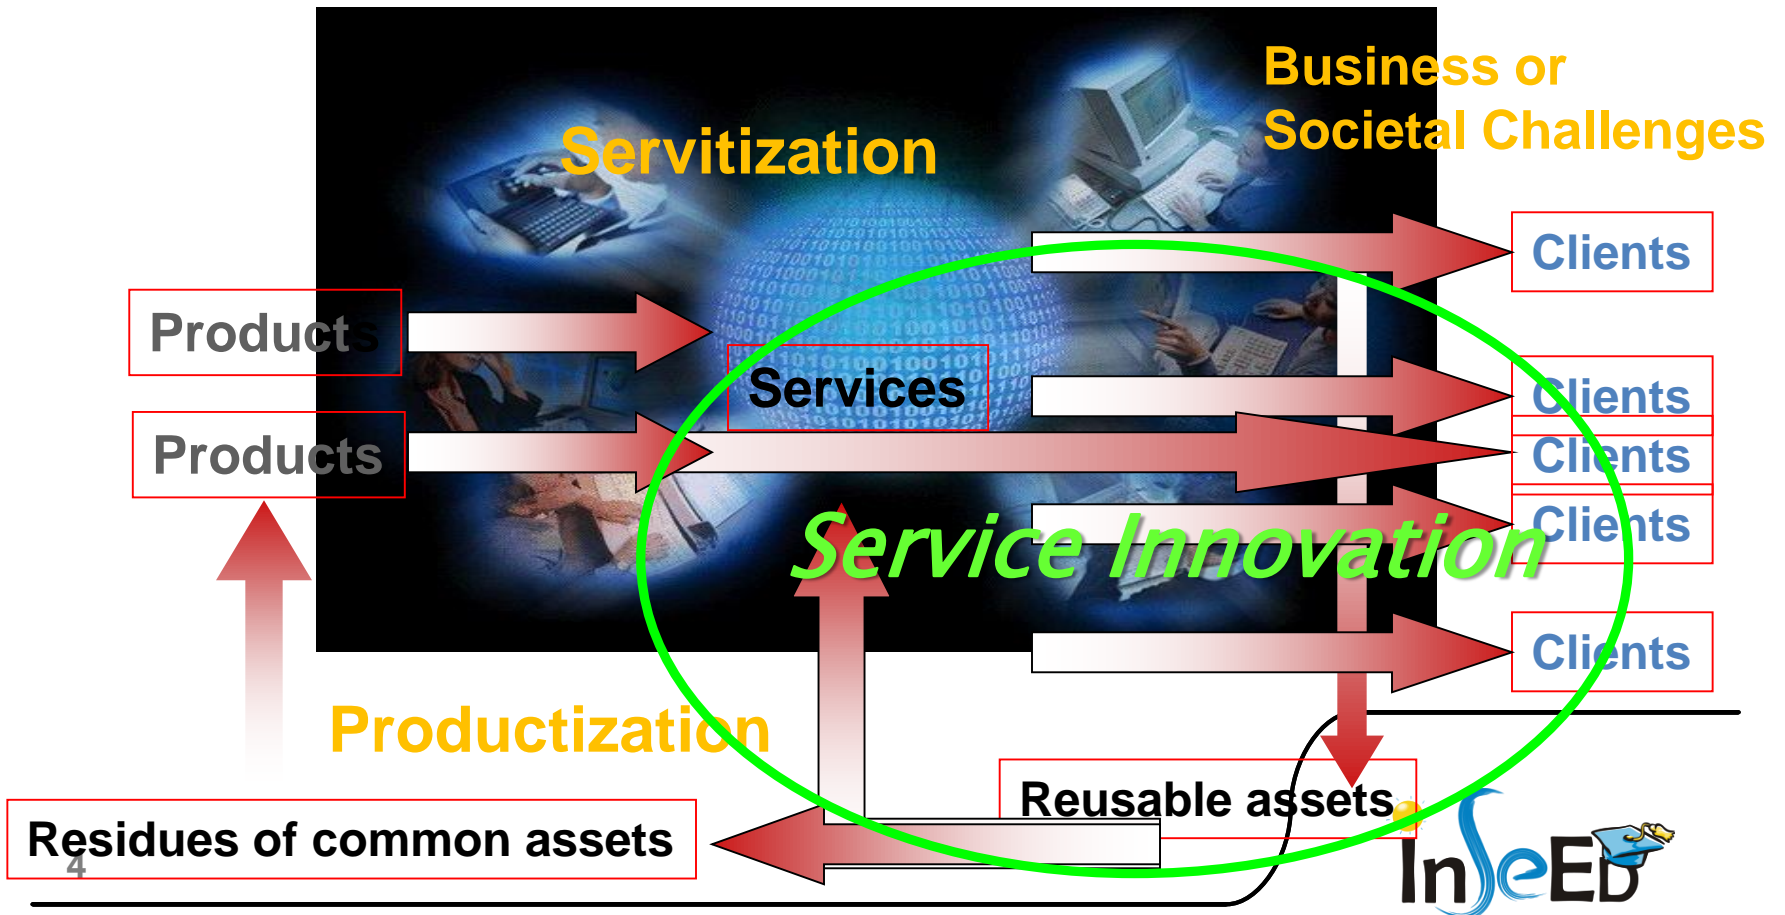 Business or
Societal Challenges
Servitization
Clients
Products
Services
Clients
Products
Clients
Service Innovation
Clients
Clients
Productization
Reusable assets
Residues of common assets
4
InSeED